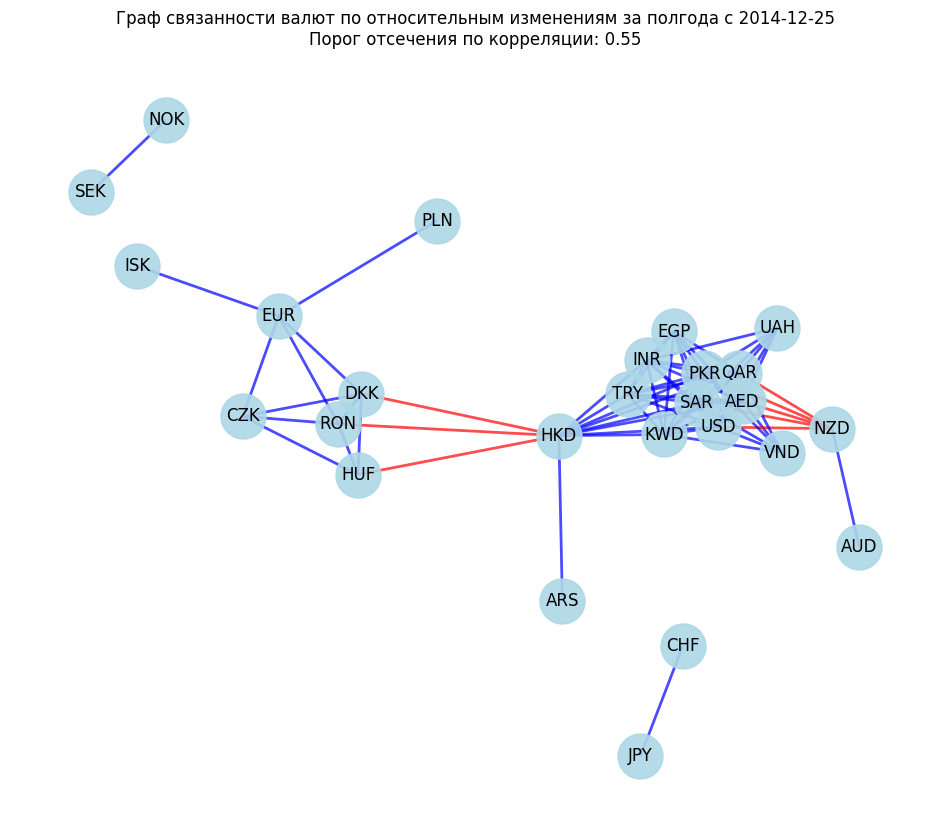 Граф связанности валют по относительным изменениям за полгода с 2014-12-25
Порог отсечения по корреляции: 0.55
NOK
SEK
PLN
ISK
EUR
UAH
EGP
INR
PKR
QAR
TRY
DKK
SAR
AED
CZK
RON
USD
NZD
HKD
KWD
VND
HUF
AUD
ARS
CHF
JPY